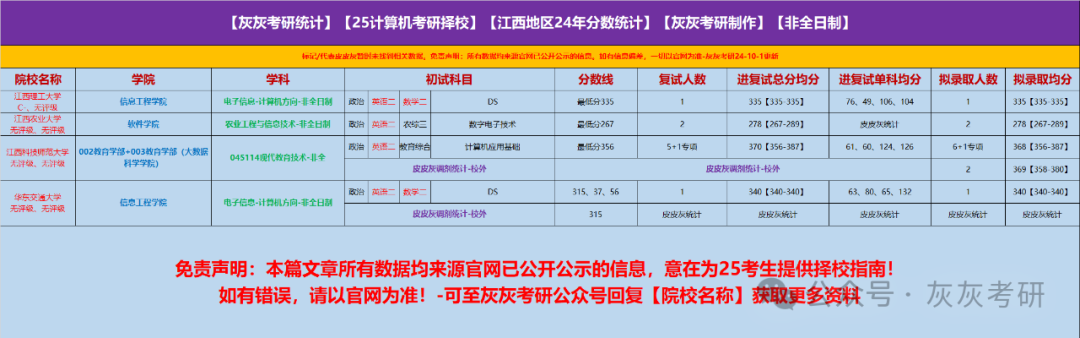 【灰灰考研统计】【25计算机考研择校】【江西地区24年分数统计】【灰灰考研制作】【非全日制】
标记/代表皮皮灰暂时未找到相关数据，免责声明：所有数据均来源官网已公开公示的信息，如有信息偏差，一切以官网为准-灰灰考研24-10-1更新
院校名称 学院 学科 初试科目 分数线 复试人数 进复试总分均分 进复试单科均分 拟录取人数 拟录取均分
江西理工大学
C-、无评级 信息工程学院 电子信息-计算机方向-非全日制 政治 英语二 数学二 DS 最低分335 1 335【335-335】 76、49、106、104 1 335【335-335】
江西农业大学
无评级、无评级 软件学院 农业工程与信息技术-非全日制 政治 英语二 农综三 数字电子技术 最低分267 2 278【267-289】 皮皮灰统计 2 278【267-289】
江西科技师范大学
无评级、无评级 002教育学部+003教育学部 (大数据
科学学院) 045114现代教育技术-非全 政治 英语二 教育综合 计算机应用基础 最低分356 5+1专项 370【356-387】 61、60、124、126 6+1专项 368【356-387】
皮皮灰调剂统计-校外 皮皮灰调剂统计-校外 2 369【358-380】
华东交通大学
无评级、无评级 信息工程学院 电子信息-计算机方向-非全日制 政治 英语二 数学二 DS 315、37、56 1 340【340-340】 63、80、65、132 1 340【340-340】
皮皮灰调剂统计-校外 315 皮皮灰统计 皮皮灰统计 皮皮灰统计 皮皮灰统计 皮皮灰统计
免责声明：本篇文章所有数据均来源官网已公开公示的信息，意在为25考生提供择校指南！
如有错误，请以官网为准！-可至灰灰考研公众号回复【院校名称】获取更多资料
公众号 · 灰灰考研